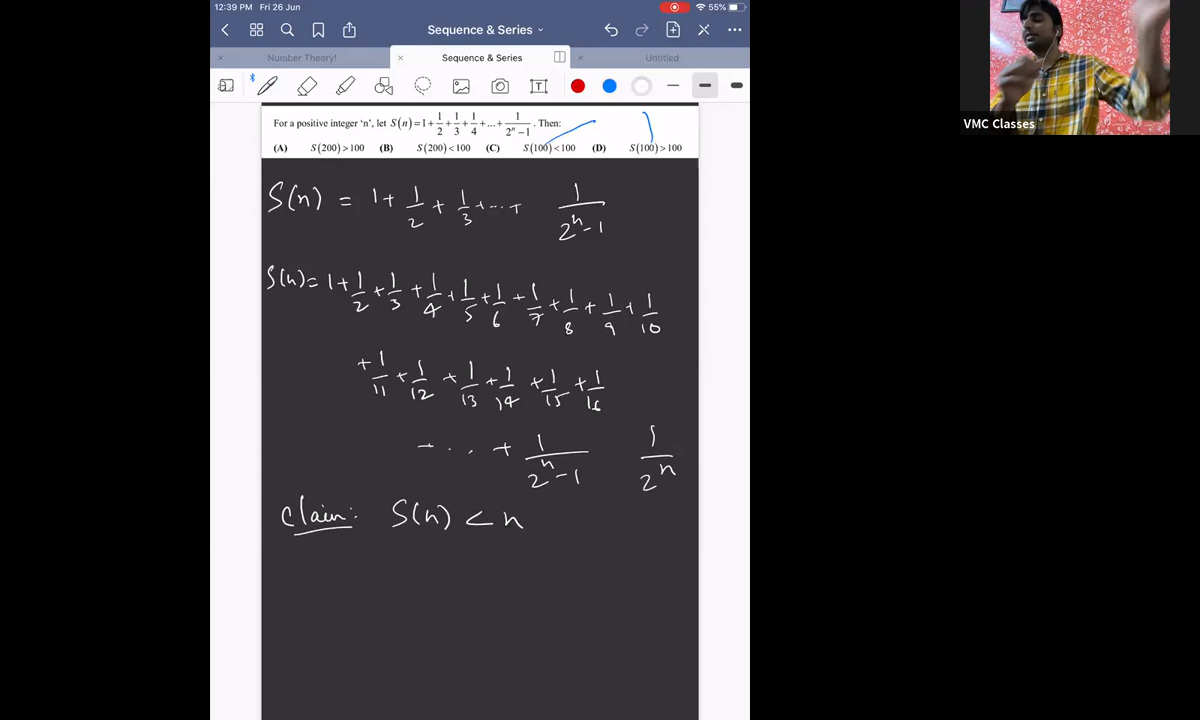 12:39 PM Fri 26 Jun
55%
Sequence & Series
Number Theory!
Sequence & Series
Untitled
T
For a positive integer 'n', let S(n)=1+1/2+1/3+1/4+...+1/(2^n−1). Then:
(A) S(200)>100 (B) S(200)<100 (C) S(100)<100 (D) S(100)>100
S(n) = 1+1/2+1/3+...+ 1/(2^n−1)
S(n)=1+1/2+1/3+1/4+1/5+1/6+1/7+1/8+1/9+1/10
+1/11+1/12+1/13+1/14+1/15+1/16
+...+1/(2^n−1) 1/2^n
Claim: S(n) < n
VMC Classes